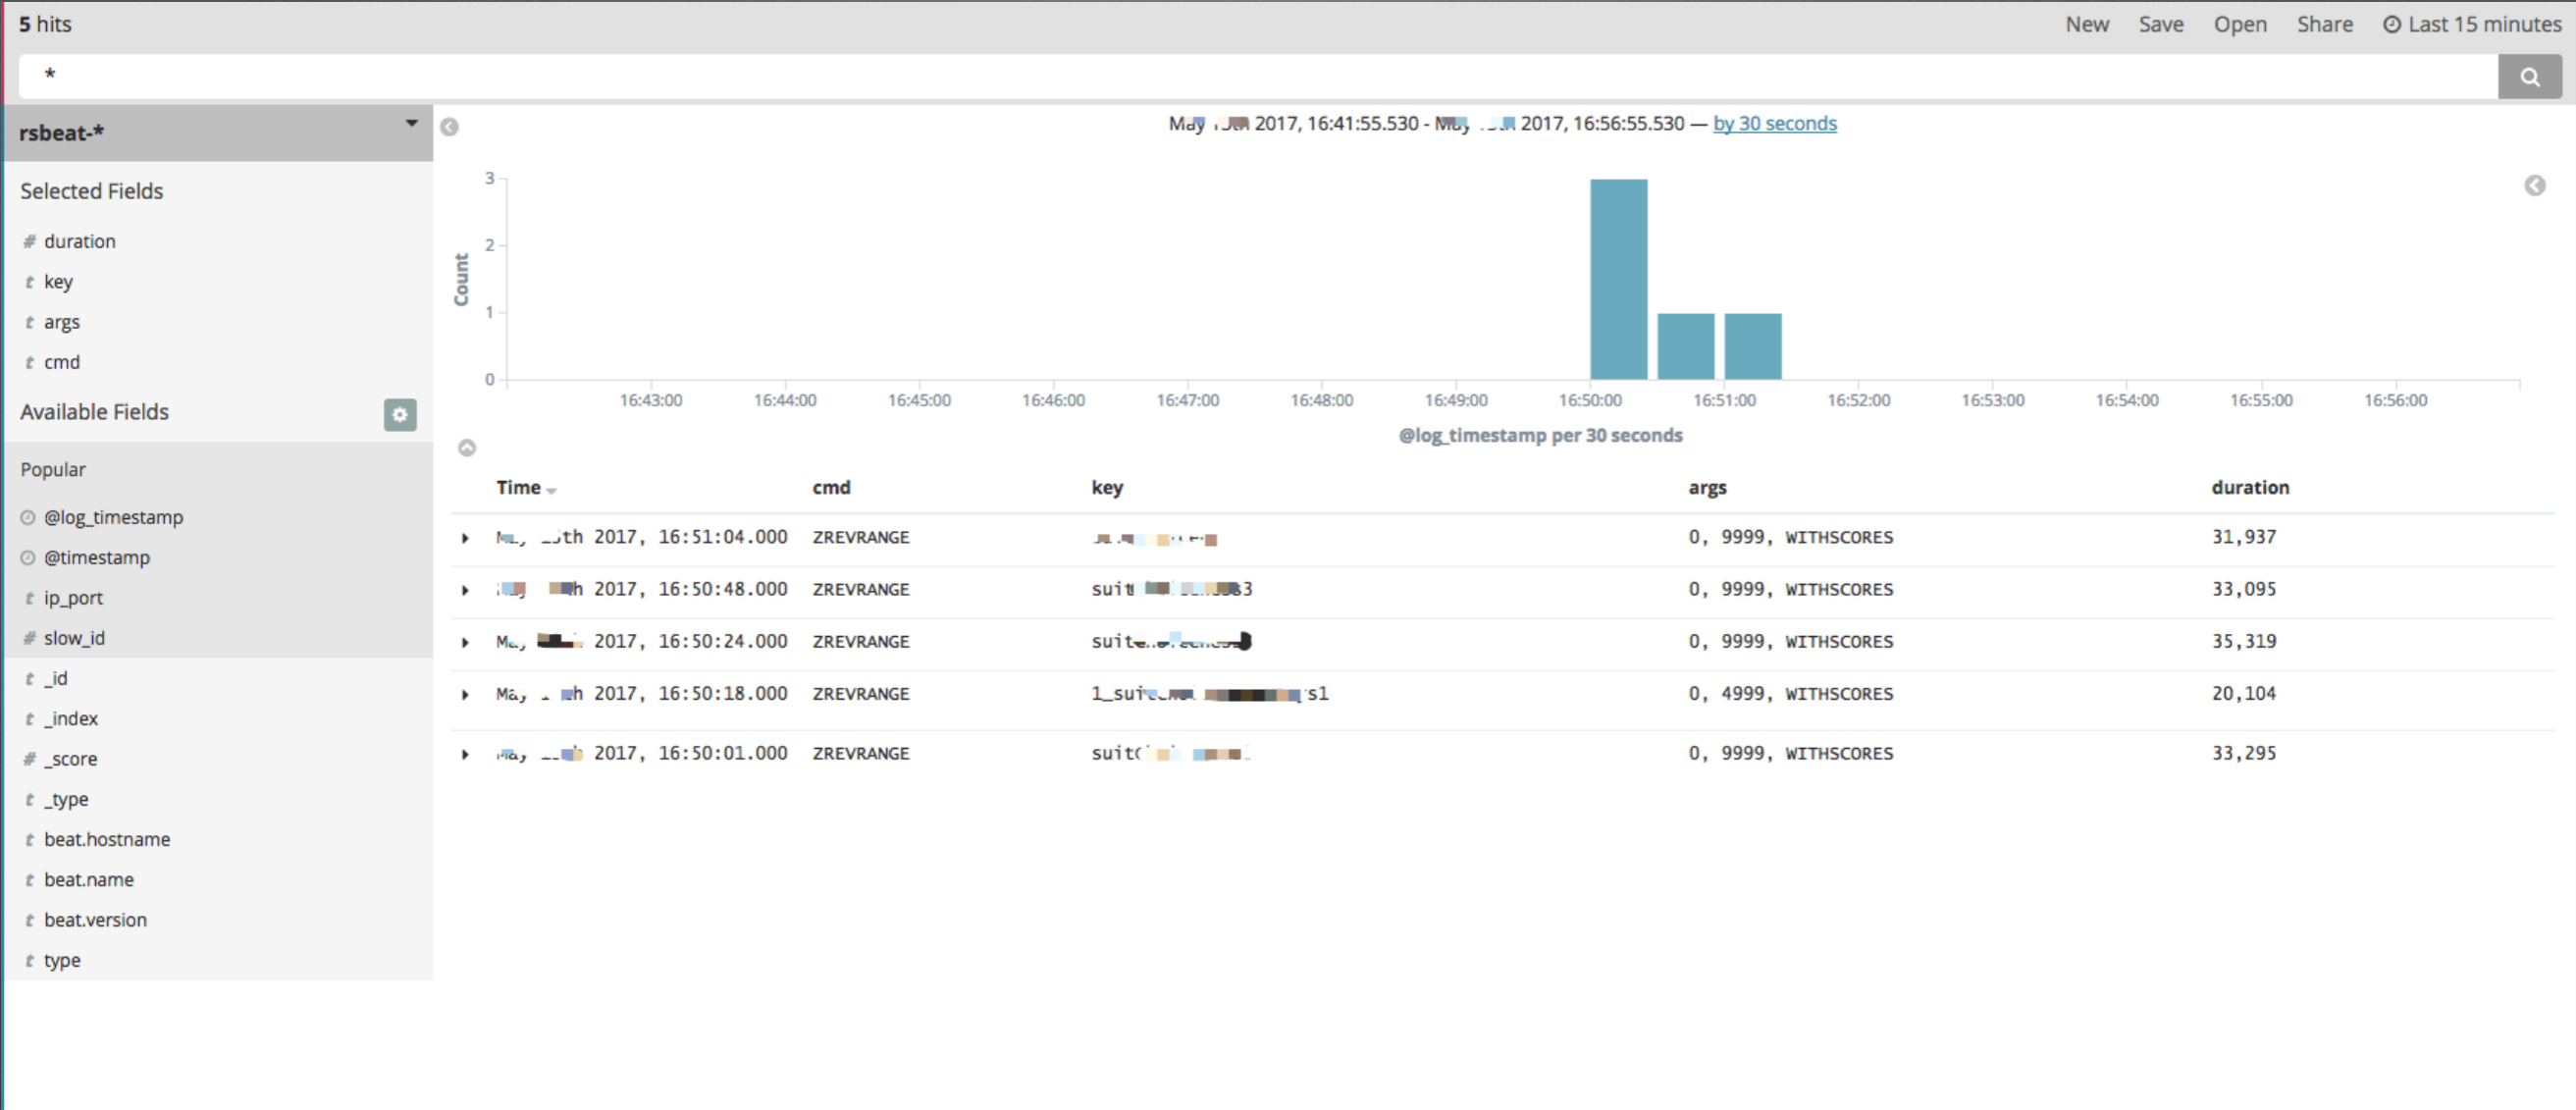 5 hits
New Save Open Share Last 15 minutes
*
rsbeat-*
May 2017, 16:41:55.530 - May 2017, 16:56:55.530 — by 30 seconds
Selected Fields
# duration
t key
t args
t cmd
Available Fields
Popular
@log_timestamp
@timestamp
t ip_port
# slow_id
t _id
t _index
# _score
t _type
t beat.hostname
t beat.name
t beat.version
t type
Count
3
2
1
0
16:43:00 16:44:00 16:45:00 16:46:00 16:47:00 16:48:00 16:49:00 16:50:00 16:51:00 16:52:00 16:53:00 16:54:00 16:55:00 16:56:00
@log_timestamp per 30 seconds
Time cmd key args duration
2017, 16:51:04.000 ZREVRANGE 0, 9999, WITHSCORES 31,937
2017, 16:50:48.000 ZREVRANGE 0, 9999, WITHSCORES 33,095
2017, 16:50:24.000 ZREVRANGE 0, 9999, WITHSCORES 35,319
May 2017, 16:50:18.000 ZREVRANGE 0, 4999, WITHSCORES 20,104
May 2017, 16:50:01.000 ZREVRANGE 0, 9999, WITHSCORES 33,295